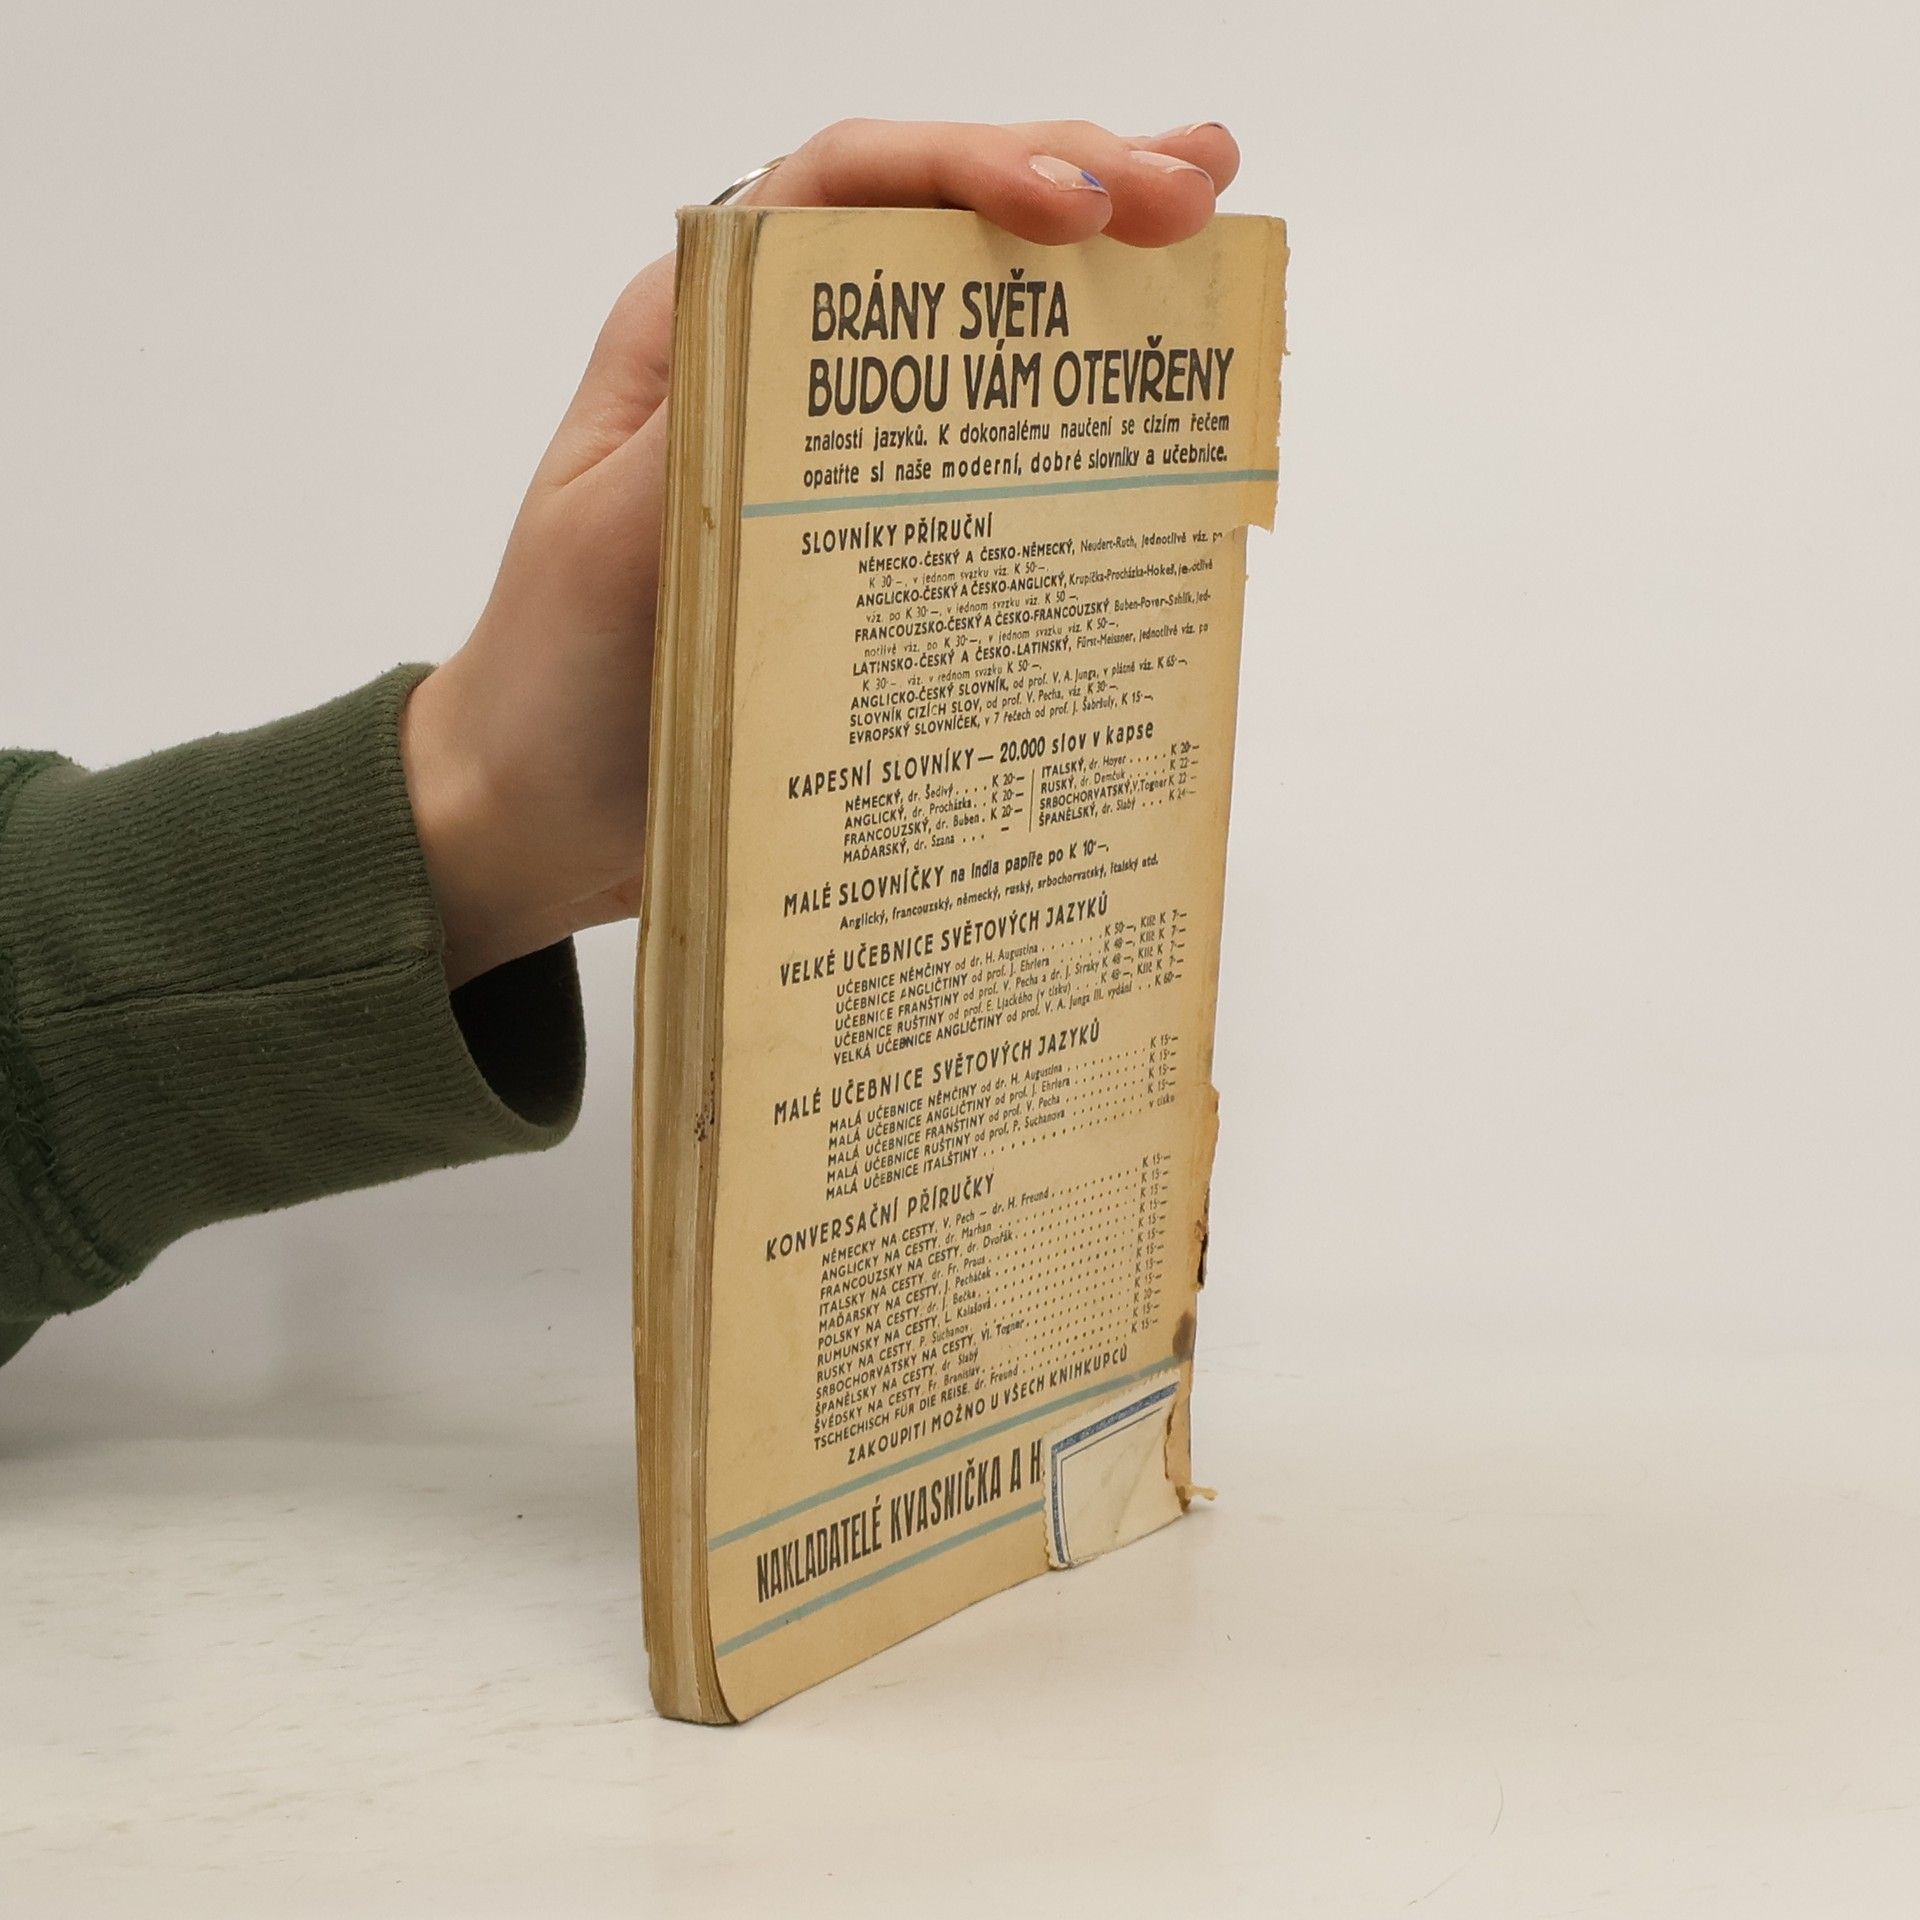 BRÁNY SVĚTA
BUDOU VÁM OTEVŘENY
znalostí jazyků. K dokonalému naučení se cizím řečem
opatřte si naše moderní, dobré slovníky a učebnice.
SLOVNÍKY PŘÍRUČNÍ
NĚMECKO-ČESKÝ A ČESKO-NĚMECKÝ, Neudert-Ruth, jednotlivě váz. po
K 30·–, v jednom svazku váz. K 50·–,
ANGLICKO-ČESKÝ A ČESKO-ANGLICKÝ, Krupička-Procházka-Hokeš, jednotlivě
váz. po K 30·–, v jednom svazku váz. K 50·–,
FRANCOUZSKO-ČESKÝ A ČESKO-FRANCOUZSKÝ, Buben-Pover-Sehlik, jed-
notlivě váz. po K 30·–, v jednom svazku váz. K 50·–,
LATINSKO-ČESKÝ A ČESKO-LATINSKÝ, Fürst-Meissner, jednotlivě váz. po
K 30·–, váz. v jednom svazku K 50·–,
ANGLICKO-ČESKÝ SLOVNÍK, od prof. V. A. Junga, v plátně váz. K 65·–,
SLOVNÍK CIZÍCH SLOV, od prof. V. Pecha, váz K 30·–,
EVROPSKÝ SLOVNÍČEK, v 7 řečech od prof. J. Šabršuly, K 15·–,
KAPESNÍ SLOVNÍKY – 20.000 slov v kapse
NĚMECKÝ, dr. Šedivý . . . . K 20·–
ANGLICKÝ, dr. Procházka . . K 20·–
FRANCOUZSKÝ, dr. Buben . K 20·–
MAĎARSKÝ, dr. Szana . . . –
ITALSKÝ, dr. Hoyer . . . . . K 20·–
RUSKÝ, dr. Demčuk . . . . . K 22·–
SRBOCHORVATSKÝ, V. Togner K 22·–
ŠPANĚLSKÝ, dr. Slabý . . . K 24·–
MALÉ SLOVNÍČKY na India papíře po K 10·–,
Anglický, francouzský, německý, ruský, srbochorvatský, italský atd.
VELKÉ UČEBNICE SVĚTOVÝCH JAZYKŮ
UČEBNICE NĚMČINY od dr. H. Augustina . . . . . . . K 50·–, Klíč K 7·–
UČEBNICE ANGLIČTINY od prof. J. Ehrlera . . . . . . K 48·–, Klíč K 7·–
UČEBNICE FRANŠTINY od prof. V. Pecha a dr. J. Straky K 48·–, Klíč K 7·–
UČEBNICE RUŠTINY od prof. E. Ljackého (v tisku) . . . K 48·–, Klíč K 7·–
VELKÁ UČEBNICE ANGLIČTINY od prof. V. A. Junga III. vydání . . K 60·–
MALÉ UČEBNICE SVĚTOVÝCH JAZYKŮ
MALÁ UČEBNICE NĚMČINY od dr. H. Augustina . . . . . . . . K 15·–
MALÁ UČEBNICE ANGLIČTINY od prof. J. Ehrlera . . . . . . . . K 15·–
MALÁ UČEBNICE FRANŠTINY od prof. V. Pecha . . . . . . . . K 15·–
MALÁ UČEBNICE RUŠTINY od prof. P. Suchanova . . . . . . . . K 15·–
MALÁ UČEBNICE ITALŠTINY . . . . . . . . . . . . . . . v tisku
KONVERSAČNÍ PŘÍRUČKY
NĚMECKY NA CESTY, V. Pech – dr. H. Freund . . . . . . . . K 15·–
ANGLICKY NA CESTY, dr. Marhan . . . . . . . . . . . . K 15·–
FRANCOUZSKY NA CESTY, dr. Dvořák . . . . . . . . . . . K 15·–
ITALSKY NA CESTY, dr. Fr. Praus . . . . . . . . . . . . K 15·–
MAĎARSKY NA CESTY, J. Pecháček . . . . . . . . . . . . K 15·–
POLSKY NA CESTY, dr. J. Bečka . . . . . . . . . . . . K 15·–
RUMUNSKY NA CESTY, L. Kalašová . . . . . . . . . . . . K 15·–
RUSKY NA CESTY, P. Suchanov . . . . . . . . . . . . K 15·–
SRBOCHORVATSKY NA CESTY, Vl. Togner . . . . . . . . . . K 15·–
ŠPANĚLSKY NA CESTY, dr Slabý . . . . . . . . . . . . K 20·–
ŠVÉDSKY NA CESTY, Fr. Branislav . . . . . . . . . . . . K 15·–
TSCHECHISCH FÜR DIE REISE, dr. Freund . . . . . . . . . . K 15·–
ZAKOUPITI MOŽNO U VŠECH KNIHKUPCŮ
NAKLADATELÉ KVASNIČKA A H